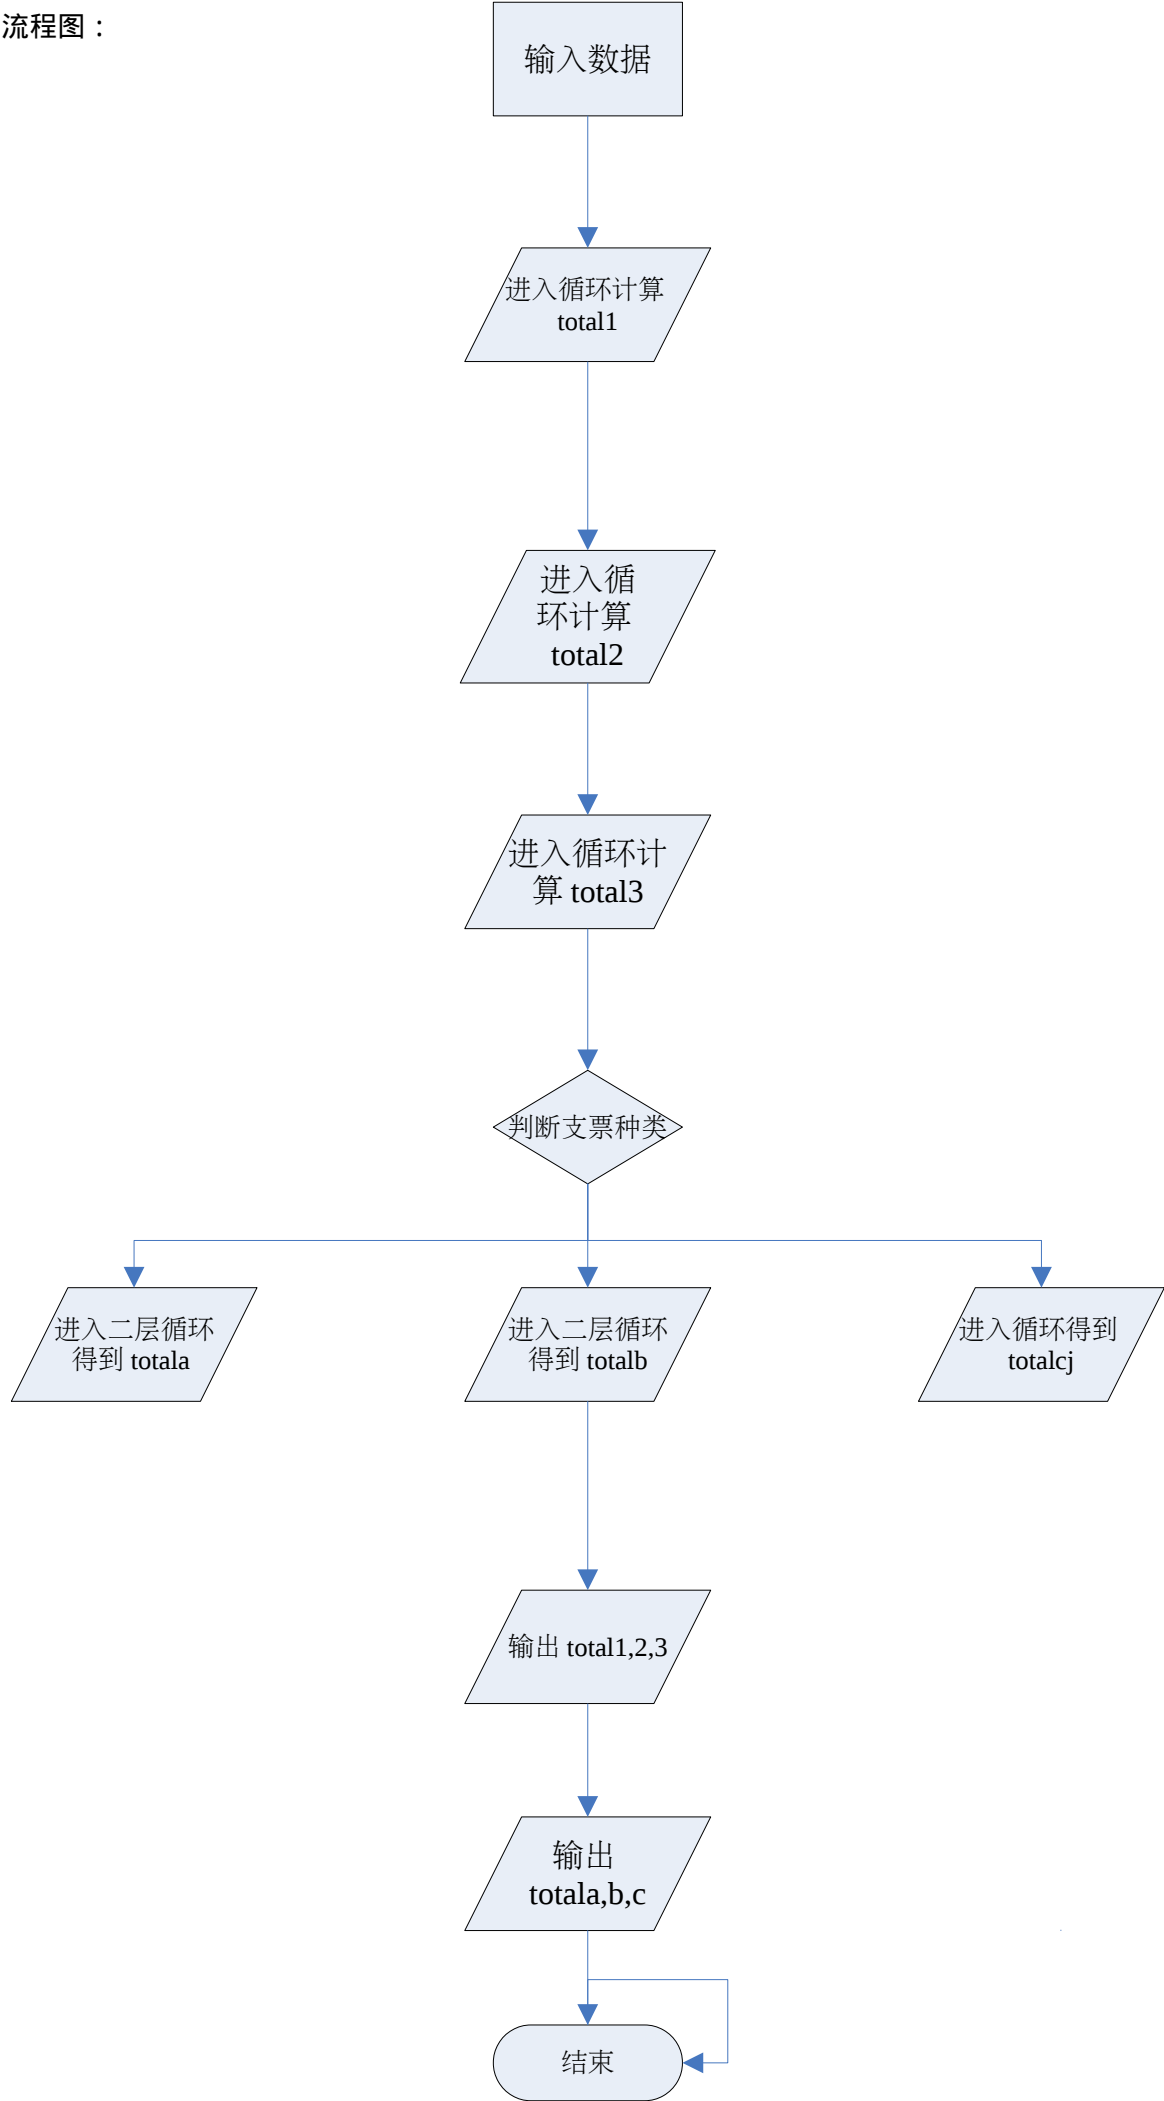 流程图：
输入数据
进入循环计算
total1
进入循
环计算
total2
进入循环计
算 total3
判断支票种类
进入二层循环
得到 totala
进入二层循环
得到 totalb
进入循环得到
totalcj
输出 total1,2,3
输出
totala,b,c
结束